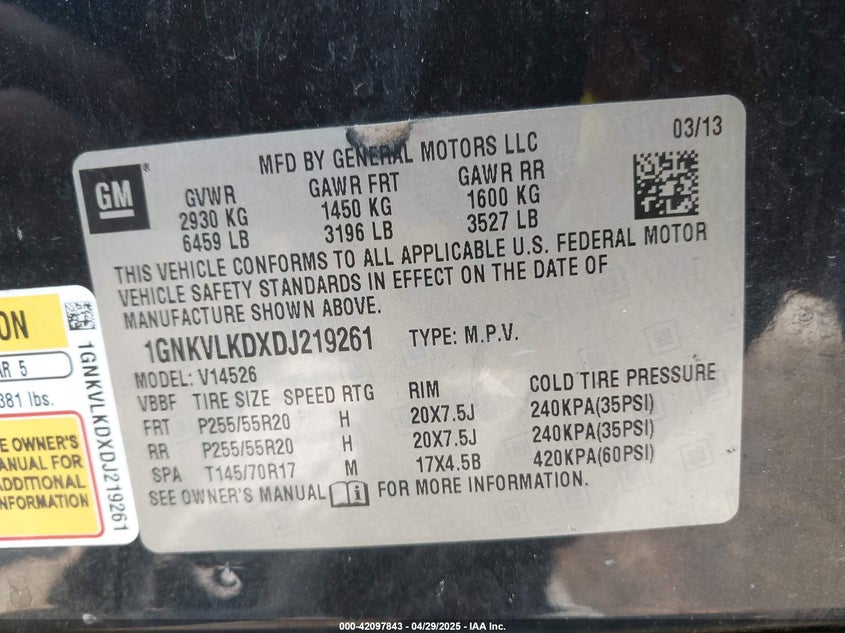 03/13
MFD BY GENERAL MOTORS LLC
GM
GVWR GAWR FRT GAWR RR
2930 KG 1450 KG 1600 KG
6459 LB 3196 LB 3527 LB
THIS VEHICLE CONFORMS TO ALL APPLICABLE U.S. FEDERAL MOTOR
VEHICLE SAFETY STANDARDS IN EFFECT ON THE DATE OF
MANUFACTURE SHOWN ABOVE.
1GNKVLKDXDJ219261 TYPE: M.P.V.
MODEL: V14526
VBBF TIRE SIZE SPEED RTG RIM COLD TIRE PRESSURE
FRT P255/55R20 H 20X7.5J 240KPA(35PSI)
RR P255/55R20 H 20X7.5J 240KPA(35PSI)
SPA T145/70R17 M 17X4.5B 420KPA(60PSI)
SEE OWNER'S MANUAL FOR MORE INFORMATION.
ON
AR 5
381 lbs.
E OWNER'S
MANUAL FOR
ADDITIONAL
INFORMATION
1GNKVLKDXDJ219261
000-42097843 - 04/29/2025 - IAA Inc.